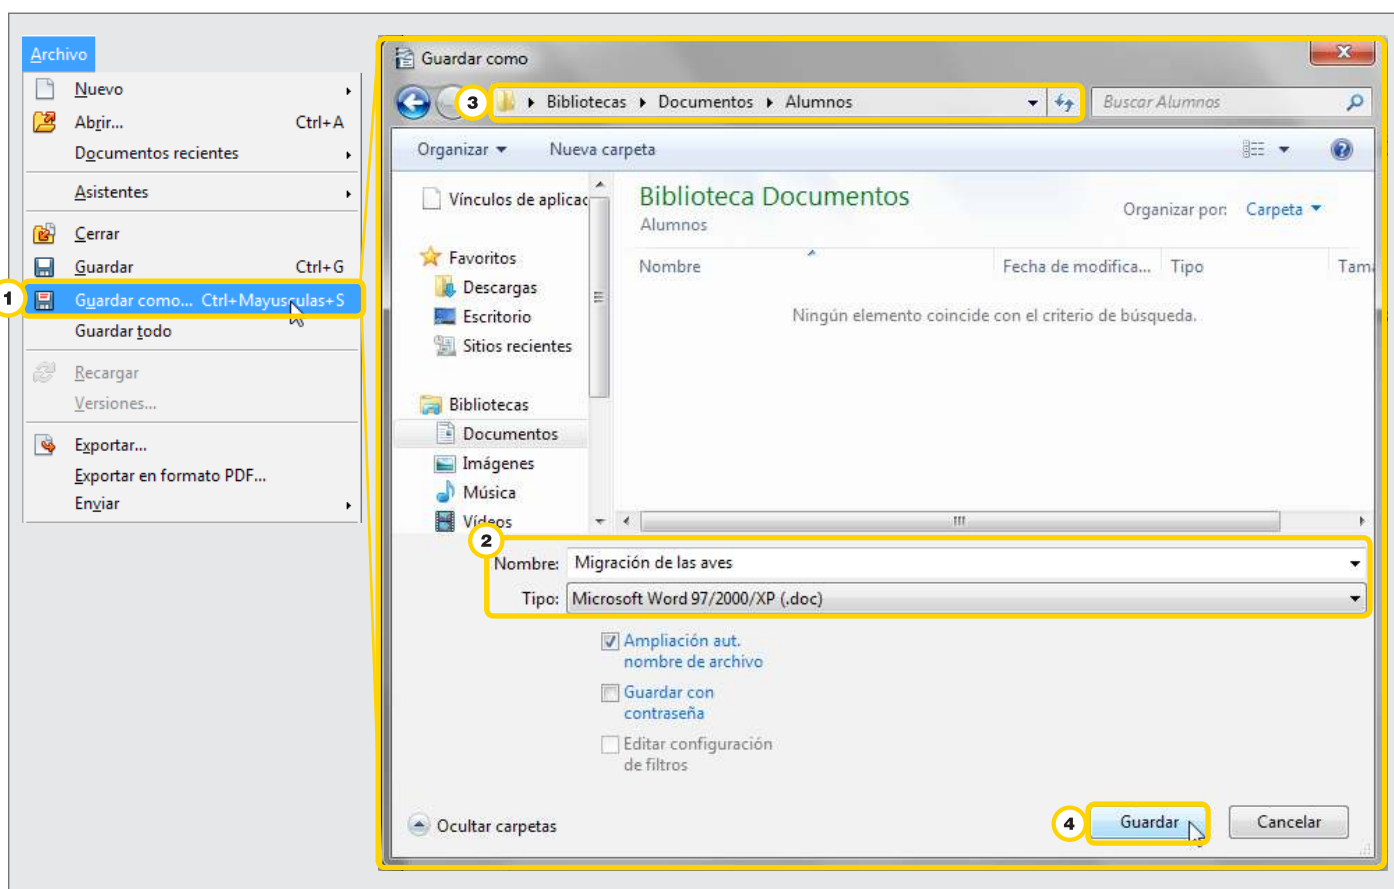 Archivo
Nuevo
Abrir... Ctrl+A
Documentos recientes
Asistentes
Cerrar
Guardar Ctrl+G
1
Guardar como... Ctrl+Mayusculas+S
Guardar todo
Recargar
Versiones...
Exportar...
Exportar en formato PDF...
Enviar
Guardar como
3
Bibliotecas Documentos Alumnos
Buscar Alumnos
Organizar Nueva carpeta
Vínculos de aplicac
Favoritos
Descargas
Escritorio
Sitios recientes
Bibliotecas
Documentos
Imágenes
Música
Vídeos
Biblioteca Documentos
Alumnos
Organizar por: Carpeta
Nombre Fecha de modifica... Tipo Tama
Ningún elemento coincide con el criterio de búsqueda.
2
Nombre: Migración de las aves
Tipo: Microsoft Word 97/2000/XP (.doc)
Ampliación aut.
nombre de archivo
Guardar con
contraseña
Editar configuración
de filtros
Ocultar carpetas
4
Guardar Cancelar